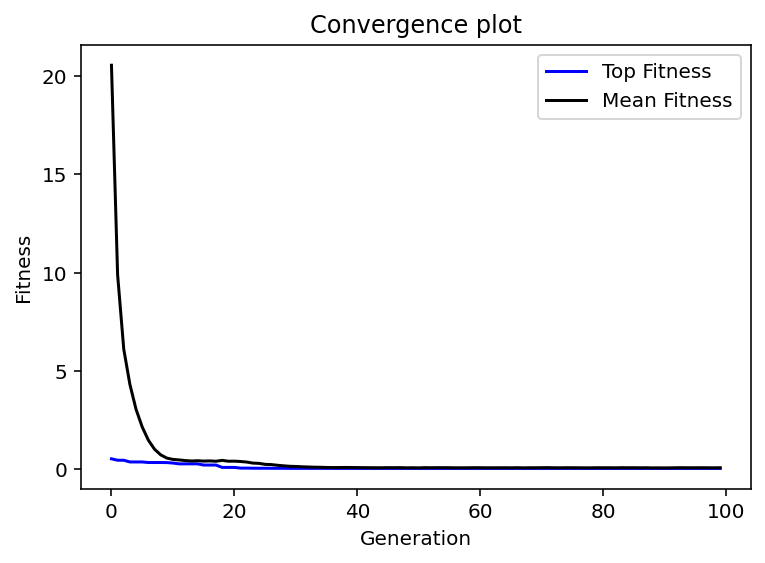 Convergence plot
Top Fitness
Mean Fitness
20
15
10
5
0
Fitness
0 20 40 60 80 100
Generation